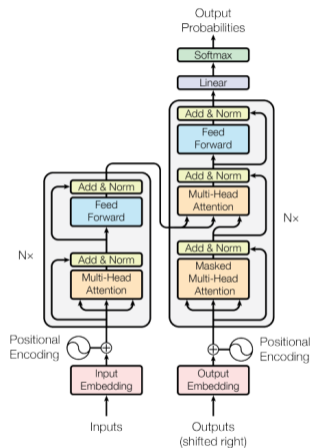 Output
Probabilities
Softmax
Linear
Add & Norm
Feed
Forward
Add & Norm
Multi-Head
Attention
Nx
Add & Norm
Masked
Multi-Head
Attention
Positional
Encoding
Output
Embedding
Outputs
(shifted right)
Add & Norm
Feed
Forward
Nx
Add & Norm
Multi-Head
Attention
Positional
Encoding
Input
Embedding
Inputs